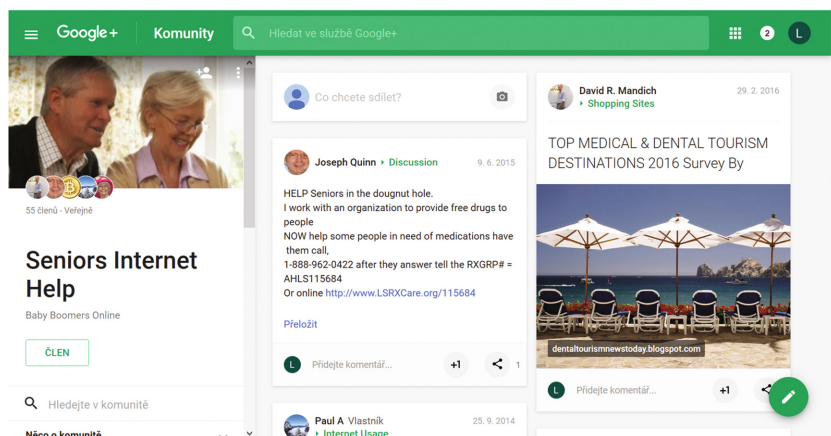 Google+ Komunity Hledat ve službě Google+ 2 L
55 členů - Veřejně
Seniors Internet
Help
Baby Boomers Online
ČLEN
Hledejte v komunitě
Něco o komunitě
Co chcete sdílet?
Joseph Quinn Discussion 9. 6. 2015
HELP Seniors in the dougnut hole.
I work with an organization to provide free drugs to
people
NOW help some people in need of medications have
them call,
1-888-962-0422 after they answer tell the RXGRP# =
AHLS115684
Or online http://www.LSRXCare.org/115684
Přeložit
L Přidejte komentář... +1 1
Paul A Vlastník 25. 9. 2014
Internet Usage
David R. Mandich 29. 2. 2016
Shopping Sites
TOP MEDICAL & DENTAL TOURISM
DESTINATIONS 2016 Survey By
dentaltourismnewstoday.blogspot.com
L Přidejte komentář... +1